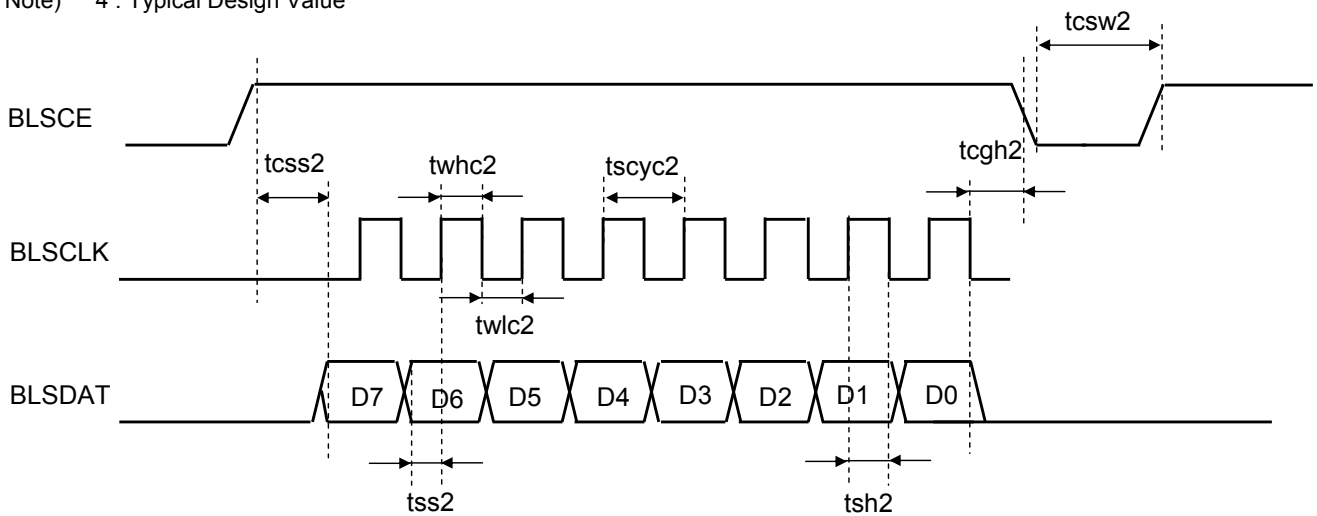 Note) 4 : Typical Design Value
tcsw2
BLSCE
tcss2
twhc2
tscyc2
tcgh2
BLSCLK
twlc2
BLSDAT
D7
D6
D5
D4
D3
D2
D1
D0
tss2
tsh2